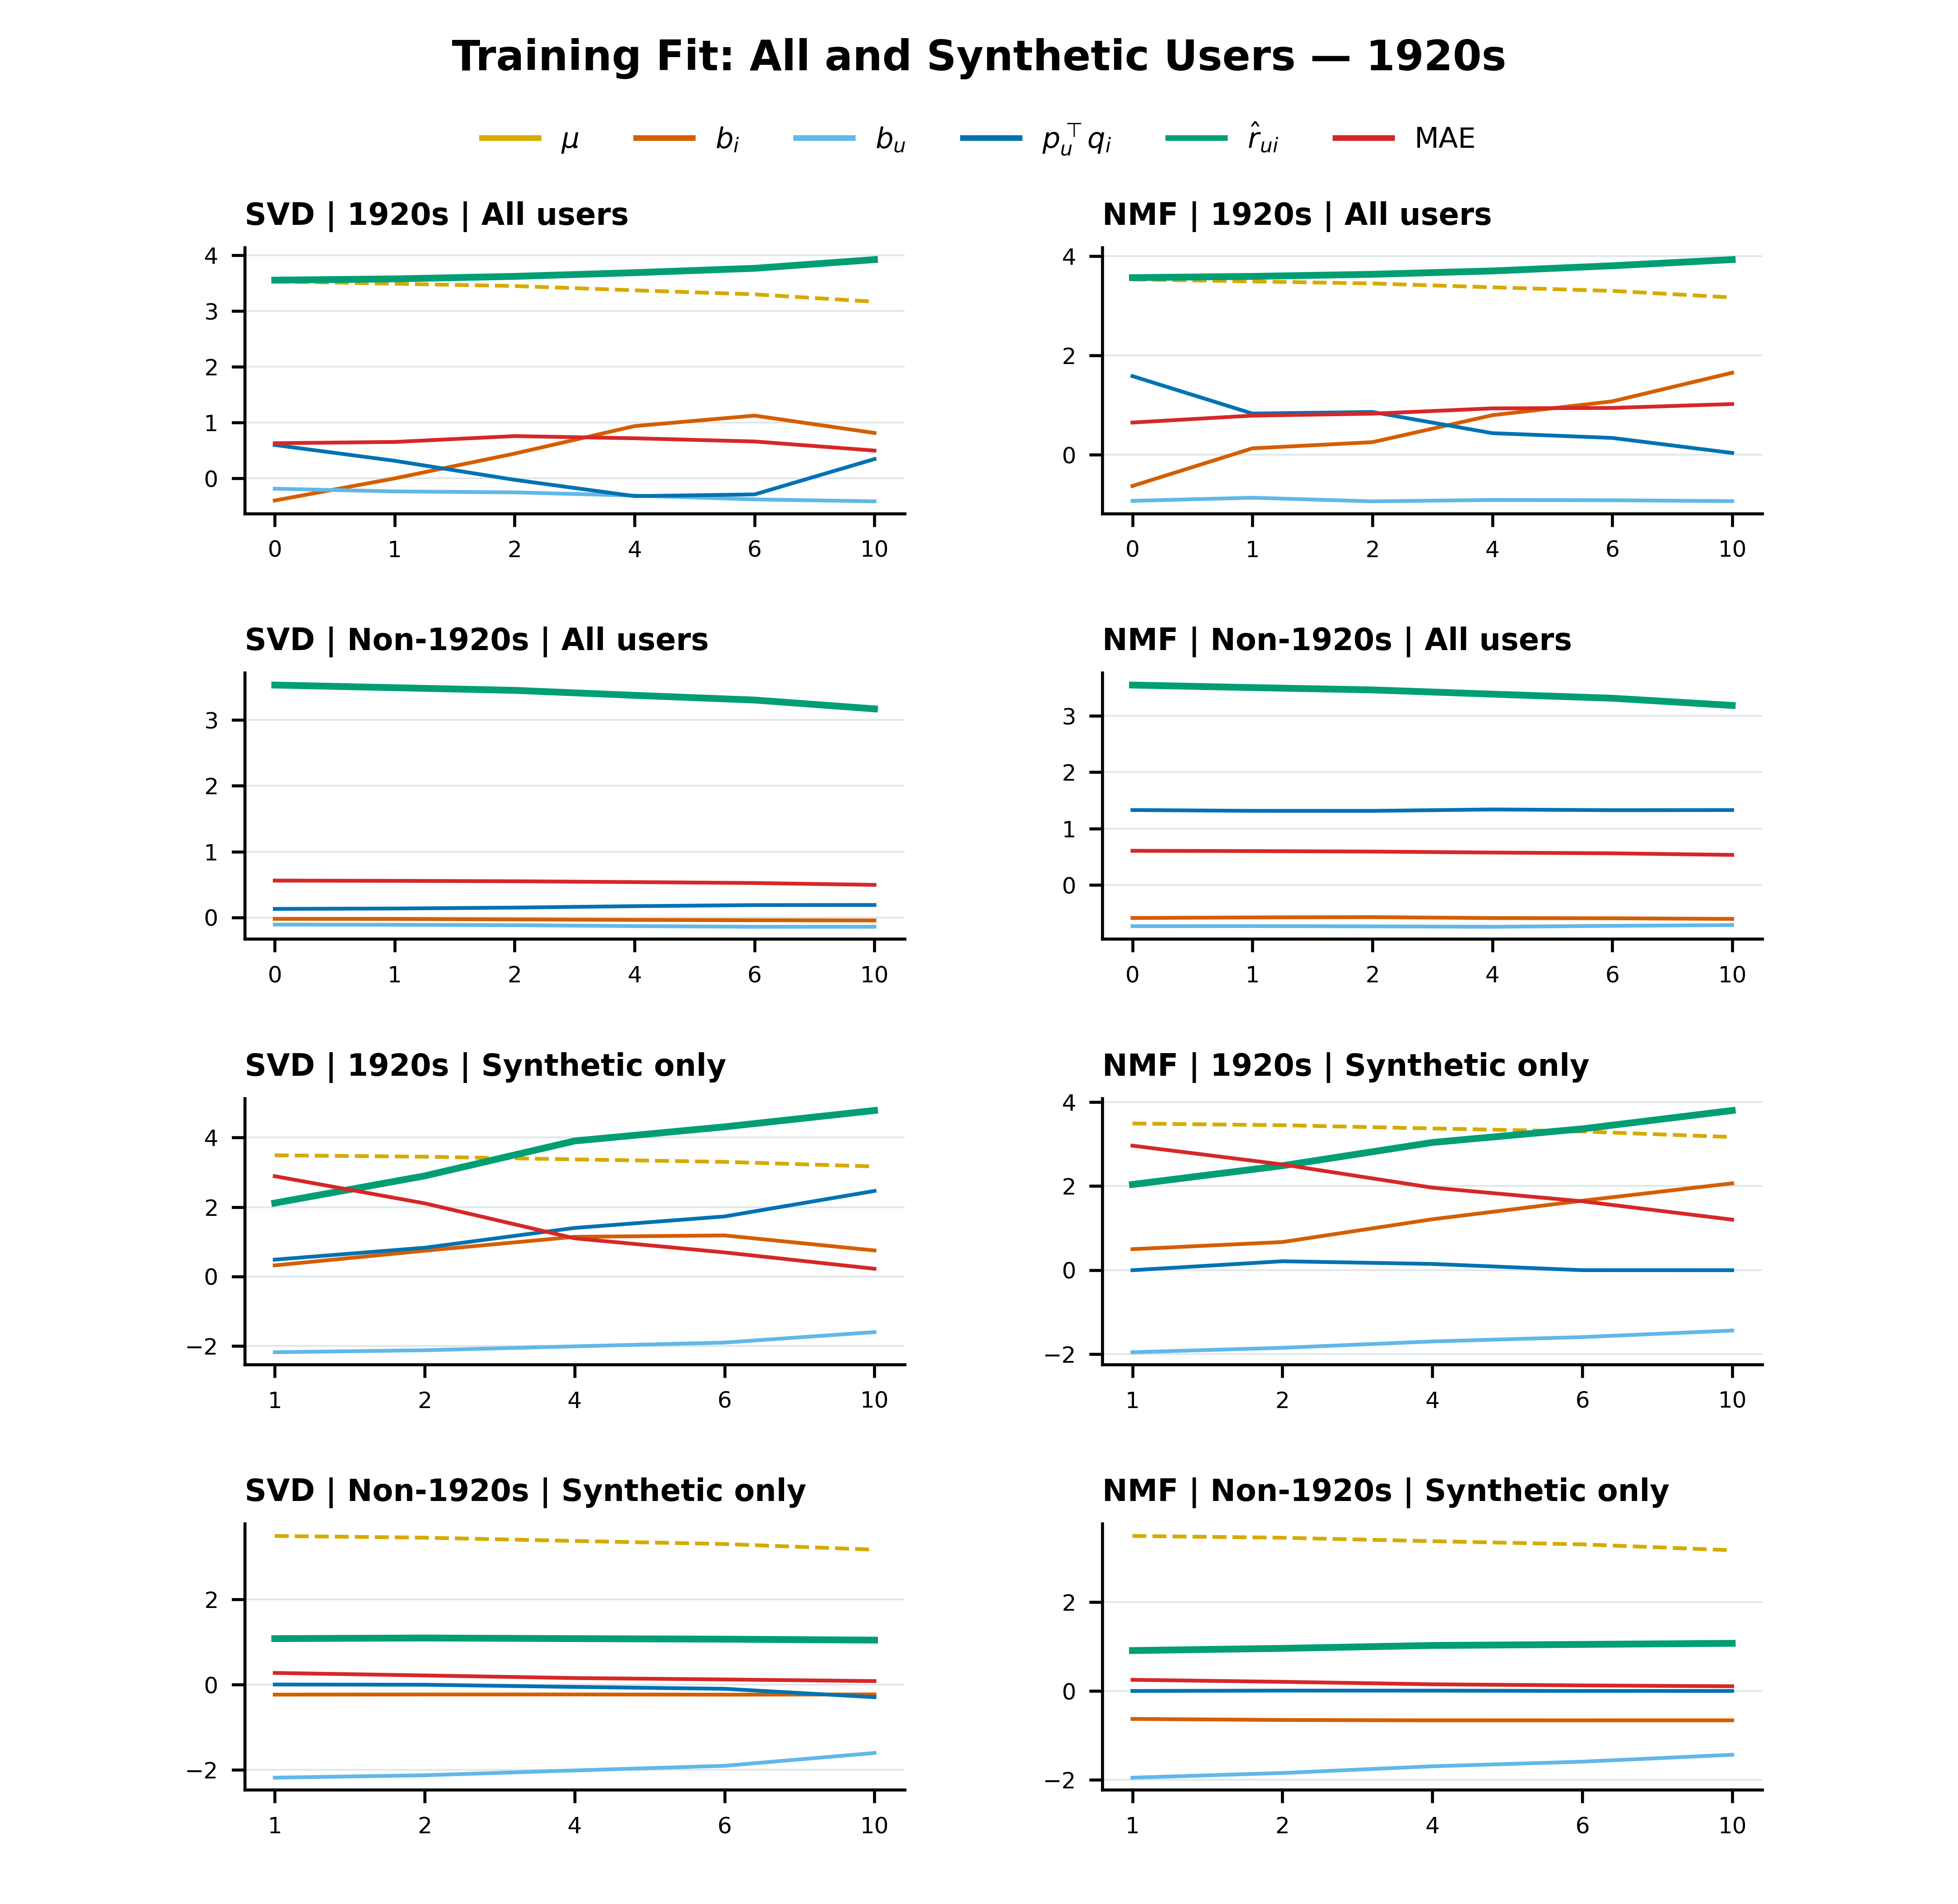 Training Fit: All and Synthetic Users — 1920s
μ b_i b_u p_u^⊤ q_i r̂_ui MAE
SVD | 1920s | All users
4
3
2
1
0
0 1 2 4 6 10
NMF | 1920s | All users
4
2
0
0 1 2 4 6 10
SVD | Non-1920s | All users
3
2
1
0
0 1 2 4 6 10
NMF | Non-1920s | All users
3
2
1
0
0 1 2 4 6 10
SVD | 1920s | Synthetic only
4
2
0
−2
1 2 4 6 10
NMF | 1920s | Synthetic only
4
2
0
−2
1 2 4 6 10
SVD | Non-1920s | Synthetic only
2
0
−2
1 2 4 6 10
NMF | Non-1920s | Synthetic only
2
0
−2
1 2 4 6 10